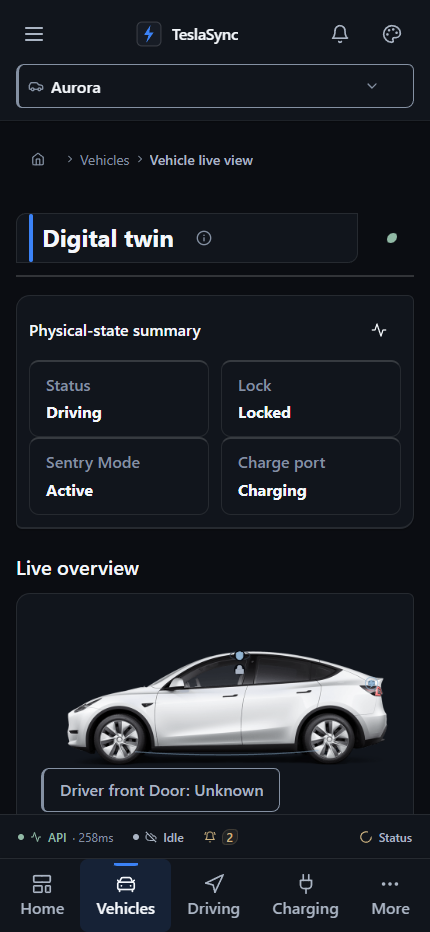 TeslaSync
Aurora
Vehicles Vehicle live view
Digital twin
Physical-state summary
Status Lock
Driving Locked
Sentry Mode Charge port
Active Charging
Live overview
Driver front Door: Unknown
API · 258ms Idle 2 Status
Home Vehicles Driving Charging More